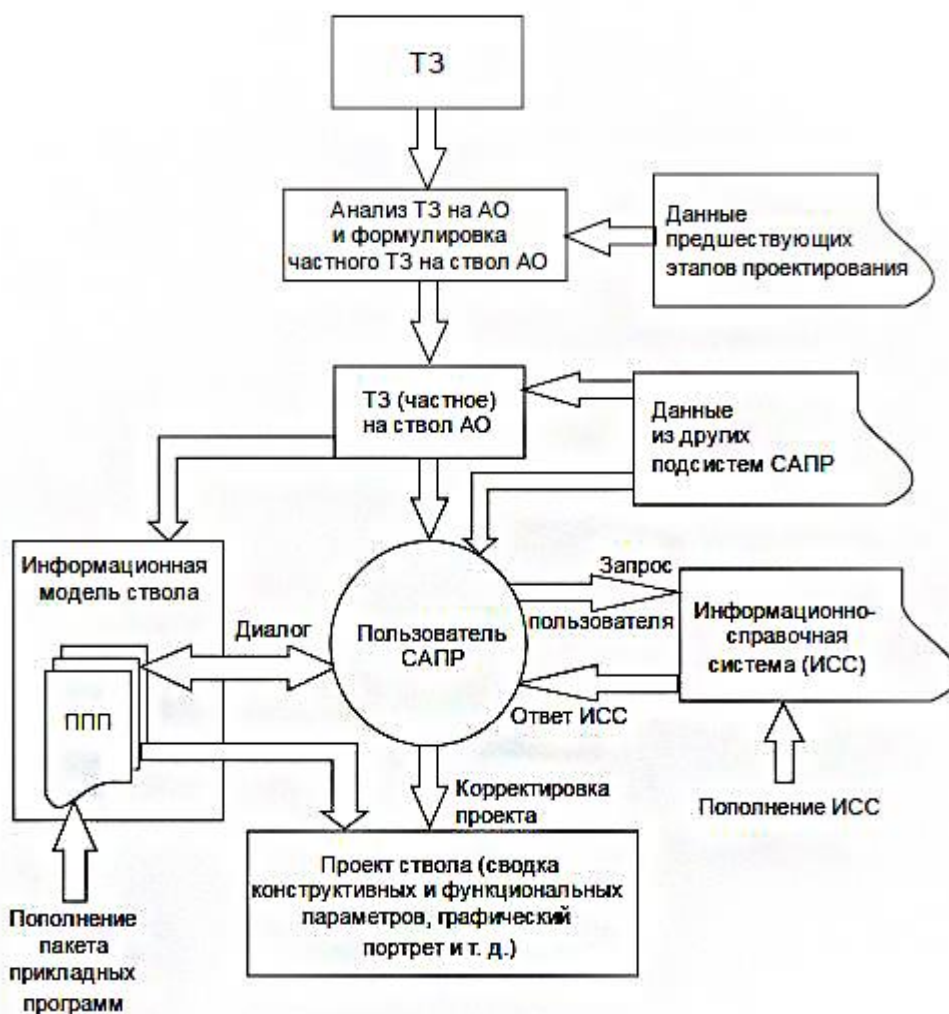 ТЗ
Анализ ТЗ на АО
и формулировка
частного ТЗ на ствол АО
Данные
предшествующих
этапов проектирования
ТЗ (частное)
на ствол АО
Данные
из других
подсистем САПР
Информационная
модель ствола
ППП
Диалог
Пользователь
САПР
Запрос
пользователя
Ответ ИСС
Информационно-
справочная
система (ИСС)
Пополнение ИСС
Корректировка
проекта
Проект ствола (сводка
конструктивных и функциональных
параметров, графический
портрет и т. д.)
Пополнение
пакета
прикладных
программ